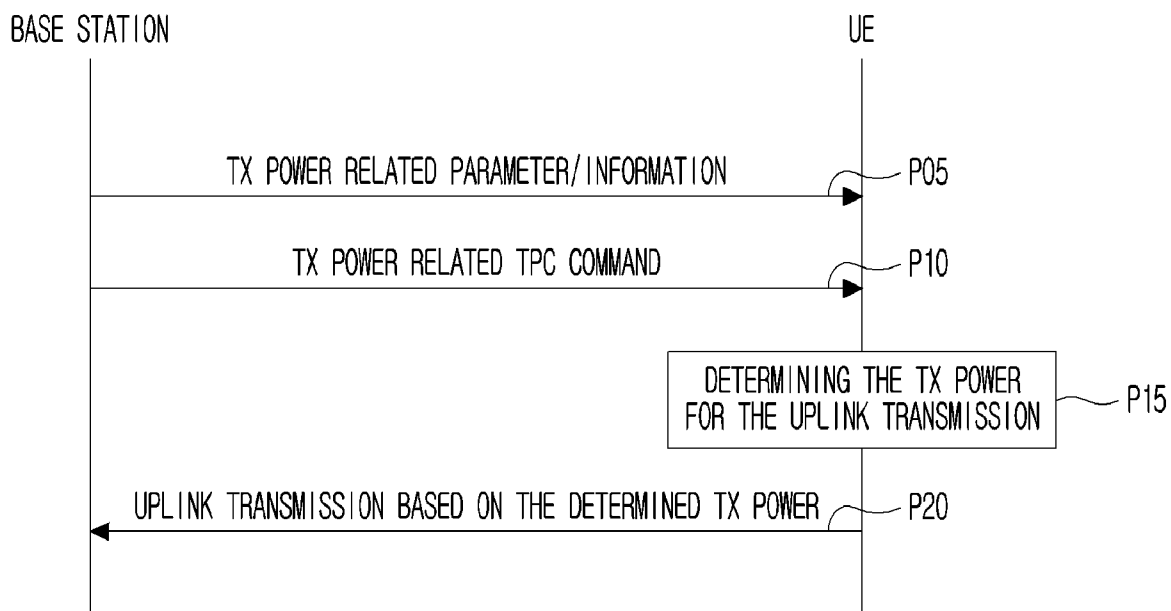 BASE STATION
UE
TX POWER RELATED PARAMETER/INFORMATION
P05
TX POWER RELATED TPC COMMAND
P10
DETERMINING THE TX POWER
FOR THE UPLINK TRANSMISSION
P15
UPLINK TRANSMISSION BASED ON THE DETERMINED TX POWER
P20